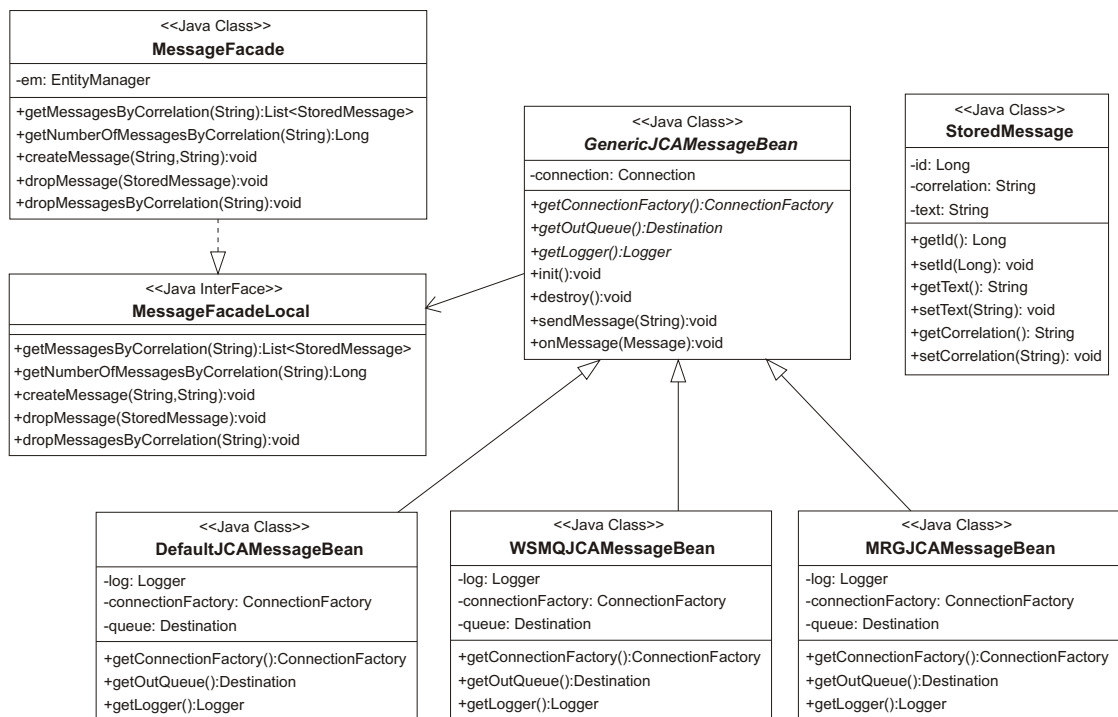 <<Java Class>>
MessageFacade
-em: EntityManager
+getMessagesByCorrelation(String):List<StoredMessage>
+getNumberOfMessagesByCorrelation(String):Long
+createMessage(String,String):void
+dropMessage(StoredMessage):void
+dropMessagesByCorrelation(String):void
<<Java InterFace>>
MessageFacadeLocal
+getMessagesByCorrelation(String):List<StoredMessage>
+getNumberOfMessagesByCorrelation(String):Long
+createMessage(String,String):void
+dropMessage(StoredMessage):void
+dropMessagesByCorrelation(String):void
<<Java Class>>
GenericJCAMessageBean
-connection: Connection
+getConnectionFactory():ConnectionFactory
+getOutQueue():Destination
+getLogger():Logger
+init():void
+destroy():void
+sendMessage(String):void
+onMessage(Message):void
<<Java Class>>
StoredMessage
-id: Long
-correlation: String
-text: String
+getId(): Long
+setId(Long): void
+getText(): String
+setText(String): void
+getCorrelation(): String
+setCorrelation(String): void
<<Java Class>>
DefaultJCAMessageBean
-log: Logger
-connectionFactory: ConnectionFactory
-queue: Destination
+getConnectionFactory():ConnectionFactory
+getOutQueue():Destination
+getLogger():Logger
<<Java Class>>
WSMQJCAMessageBean
-log: Logger
-connectionFactory: ConnectionFactory
-queue: Destination
+getConnectionFactory():ConnectionFactory
+getOutQueue():Destination
+getLogger():Logger
<<Java Class>>
MRGJCAMessageBean
-log: Logger
-connectionFactory: ConnectionFactory
-queue: Destination
+getConnectionFactory():ConnectionFactory
+getOutQueue():Destination
+getLogger():Logger